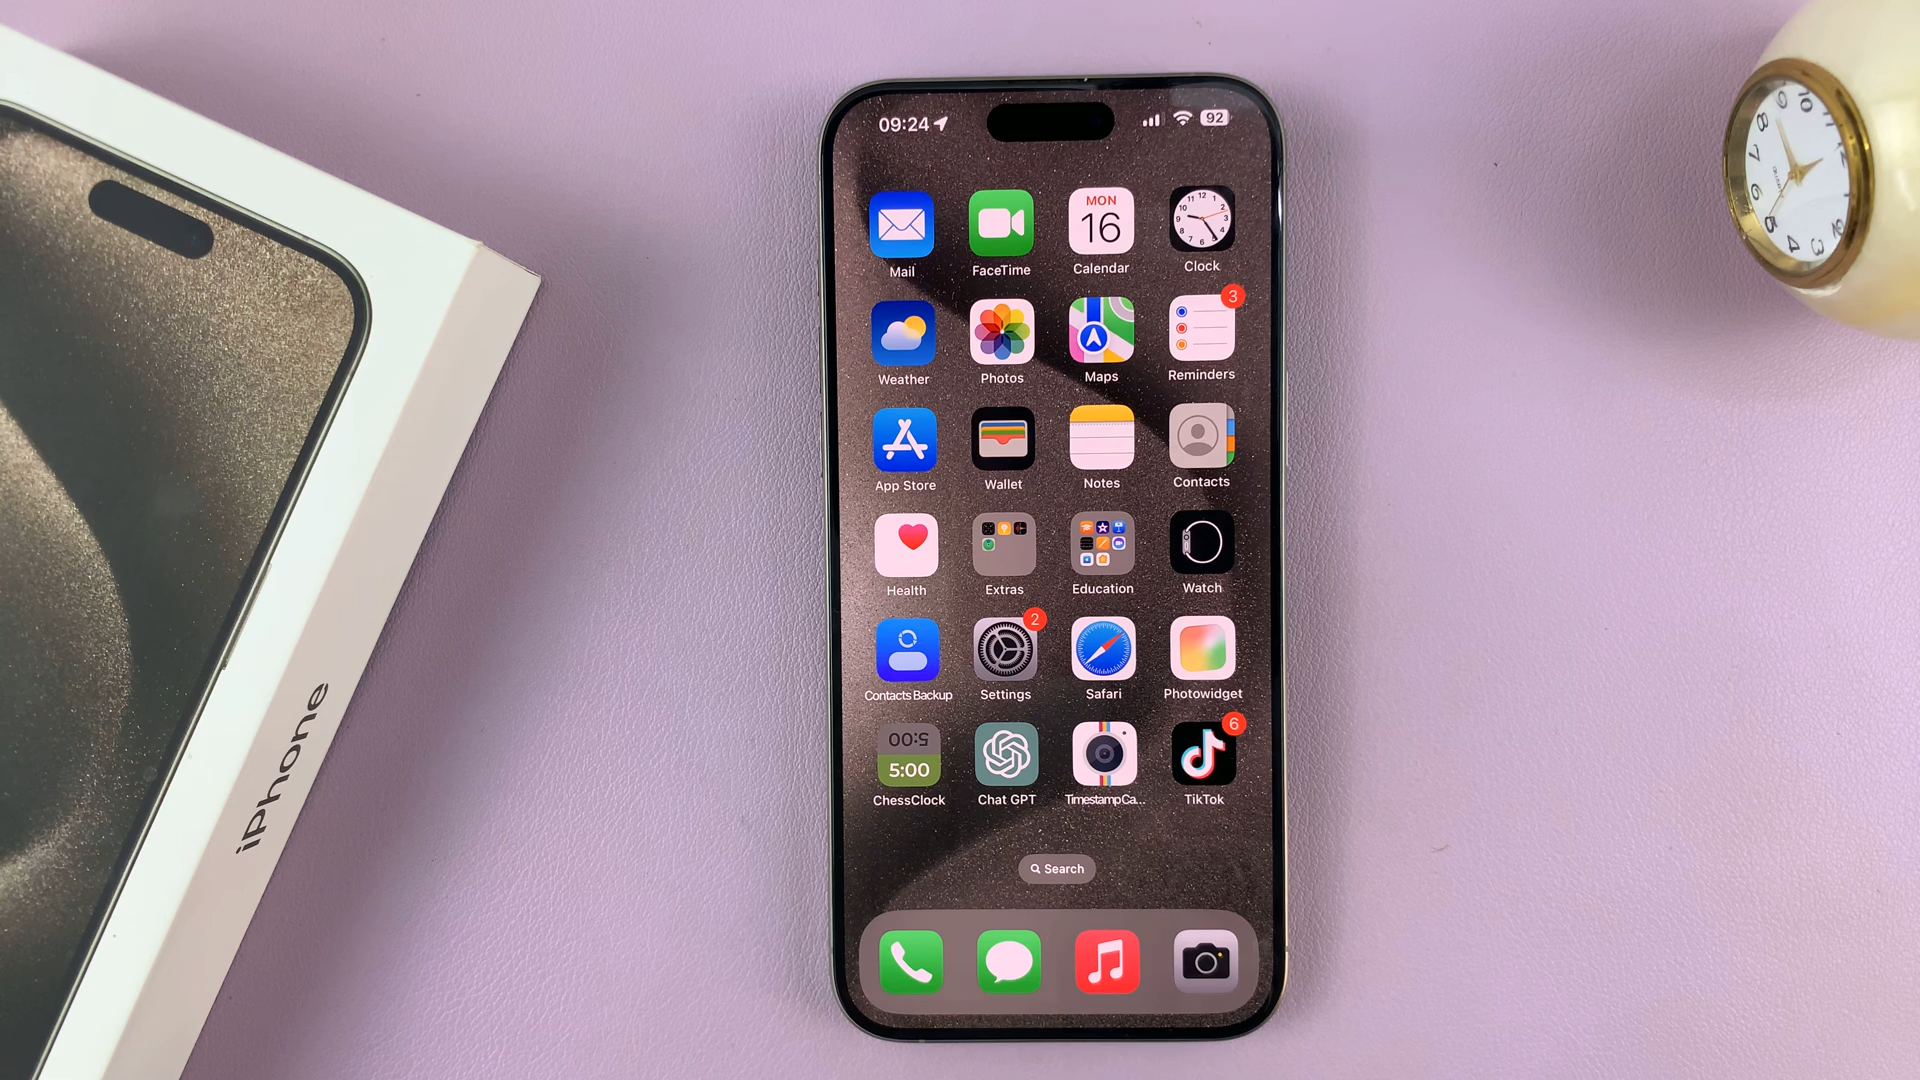 09:24
92
MON
16
Mail
FaceTime
Calendar
Clock
3
Weather
Photos
Maps
Reminders
App Store
Wallet
Notes
Contacts
Health
Extras
Education
Watch
2
Contacts Backup
Settings
Safari
Photowidget
5:00
5:00
6
ChessClock
Chat GPT
TimestampCa...
TikTok
Search
iPhone